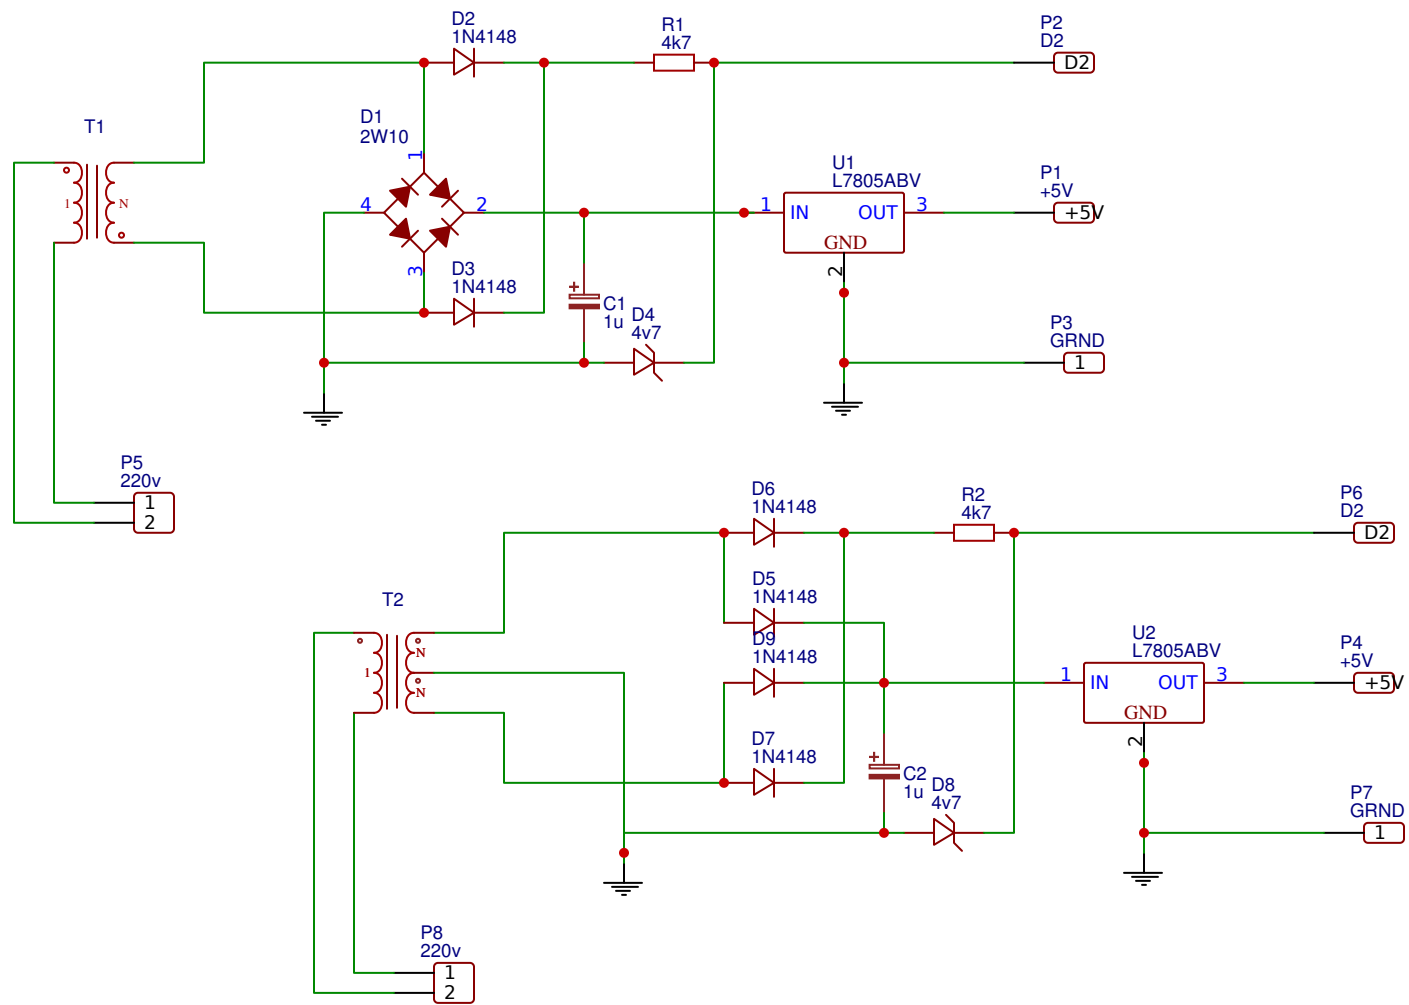 D2
1N4148
R1
4k7
P2
D2
D2
T1
1
N
D1
2W10
1
4
2
3
D3
1N4148
C1
1u
D4
4v7
U1
L7805ABV
1
IN
OUT
3
GND
2
P1
+5V
+5V
P3
GRND
1
P5
220v
1
2
D6
1N4148
R2
4k7
P6
D2
D2
D5
1N4148
D9
1N4148
D7
1N4148
T2
1
N
N
C2
1u
D8
4v7
U2
L7805ABV
1
IN
OUT
3
GND
2
P4
+5V
+5V
P7
GRND
1
P8
220v
1
2